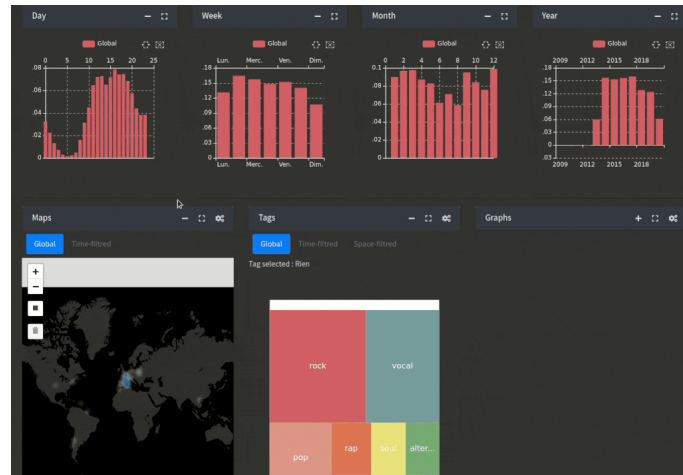 Day
Week
Month
Year
Global
Global
Global
Global
0 5 10 15 20 25
Lun. Merc. Ven. Dim.
0 2 4 6 8 10 12
2009 2012 2015 2018
.08
.06
.04
.02
0
.18
.15
.12
.09
.06
.03
0
Lun. Merc. Ven. Dim.
0.1
.08
.06
.04
.02
0
.18
.15
.12
.09
.06
.03
0
.03
2009 2012 2015 2018
Maps
Tags
Graphs
Global Time-filtred
Global Time-filtred Space-filtred
Tag selected : Rien
rock
vocal
pop
rap
soul
alter...